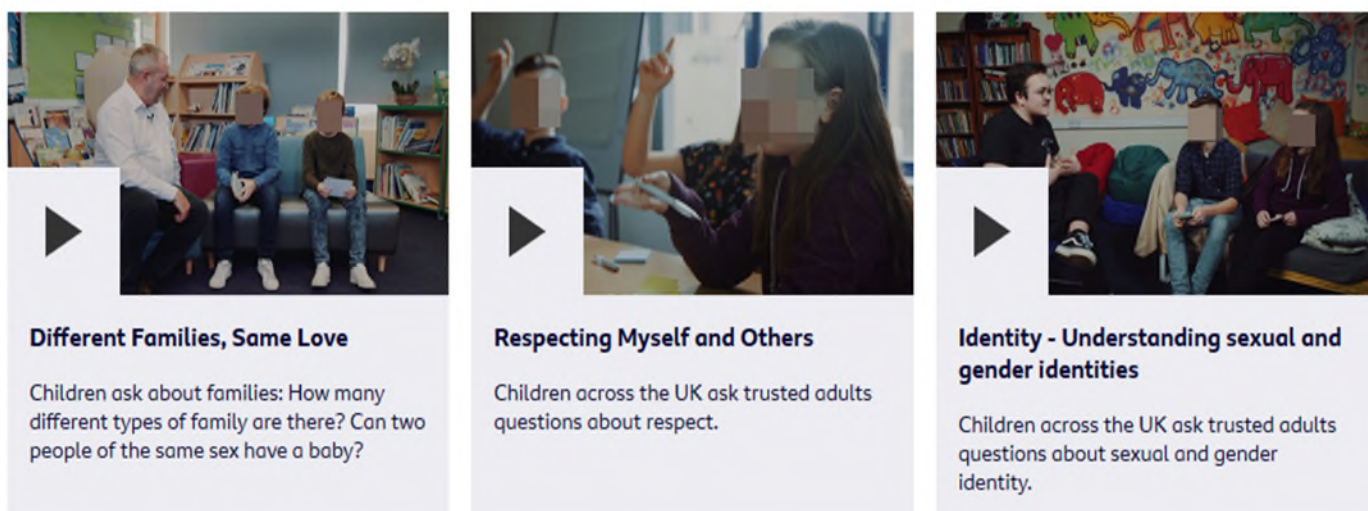 Different Families, Same Love
Children ask about families: How many
different types of family are there? Can two
people of the same sex have a baby?
Respecting Myself and Others
Children across the UK ask trusted adults
questions about respect.
Identity - Understanding sexual and
gender identities
Children across the UK ask trusted adults
questions about sexual and gender
identity.